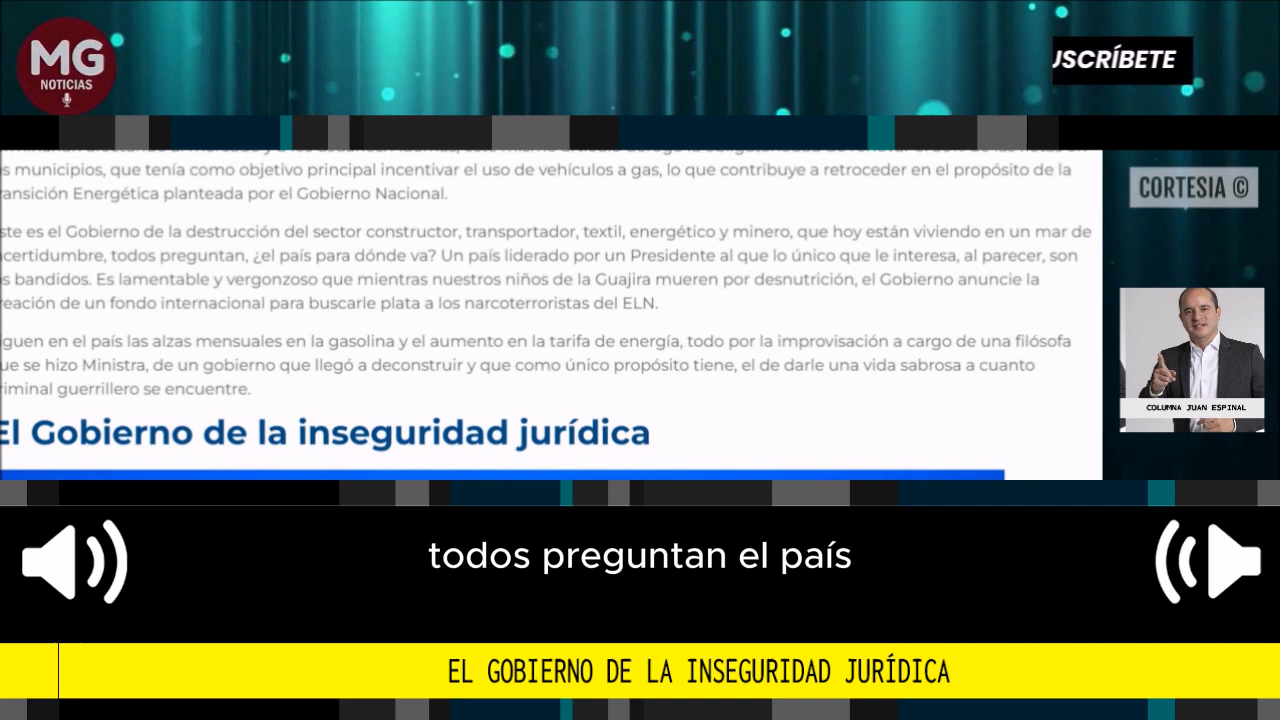 MG
NOTICIAS
USCRÍBETE
CORTESIA ©
s municipios, que tenía como objetivo principal incentivar el uso de vehículos a gas, lo que contribuye a retroceder en el propósito de la
ansición Energética planteada por el Gobierno Nacional.
ste es el Gobierno de la destrucción del sector constructor, transportador, textil, energético y minero, que hoy están viviendo en un mar de
certidumbre, todos preguntan, ¿el país para dónde va? Un país liderado por un Presidente al que lo único que le interesa, al parecer, son
s bandidos. Es lamentable y vergonzoso que mientras nuestros niños de la Guajira mueren por desnutrición, el Gobierno anuncie la
reación de un fondo internacional para buscarle plata a los narcoterroristas del ELN.
guen en el país las alzas mensuales en la gasolina y el aumento en la tarifa de energía, todo por la improvisación a cargo de una filósofa
ue se hizo Ministra, de un gobierno que llegó a deconstruir y que como único propósito tiene, el de darle una vida sabrosa a cuanto
riminal guerrillero se encuentre.
El Gobierno de la inseguridad jurídica
COLUMNA JUAN ESPINAL
todos preguntan el país
EL GOBIERNO DE LA INSEGURIDAD JURÍDICA